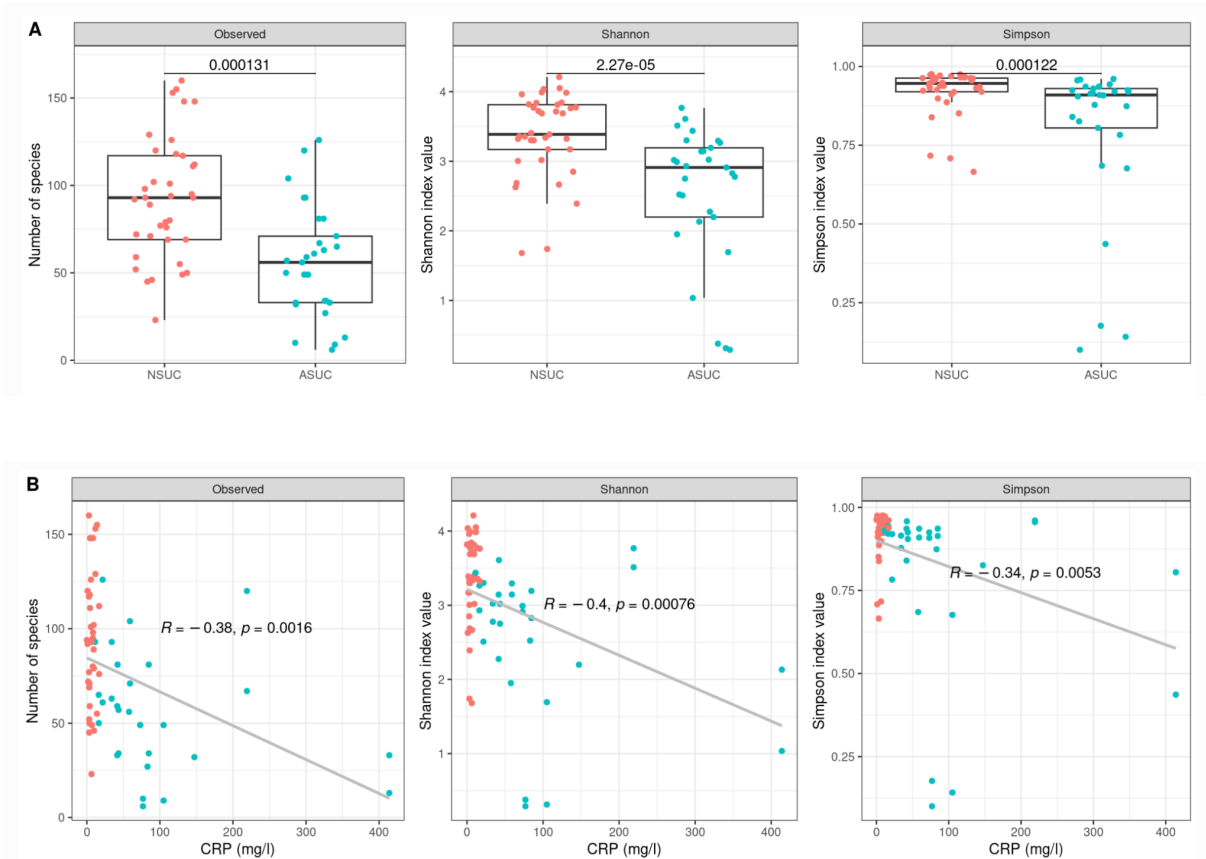 A
Observed
Shannon
Simpson
0.000131
2.27e-05
0.000122
Number of species
150
100
50
0
NSUC
ASUC
Shannon index value
4
3
2
1
NSUC
ASUC
Simpson index value
1.00
0.75
0.50
0.25
NSUC
ASUC
B
Observed
Shannon
Simpson
Number of species
150
100
50
0
R = −0.38, p = 0.0016
0
100
200
300
400
CRP (mg/l)
Shannon index value
4
3
2
1
R = −0.4, p = 0.00076
0
100
200
300
400
CRP (mg/l)
Simpson index value
1.00
0.75
0.50
0.25
R = −0.34, p = 0.0053
0
100
200
300
400
CRP (mg/l)